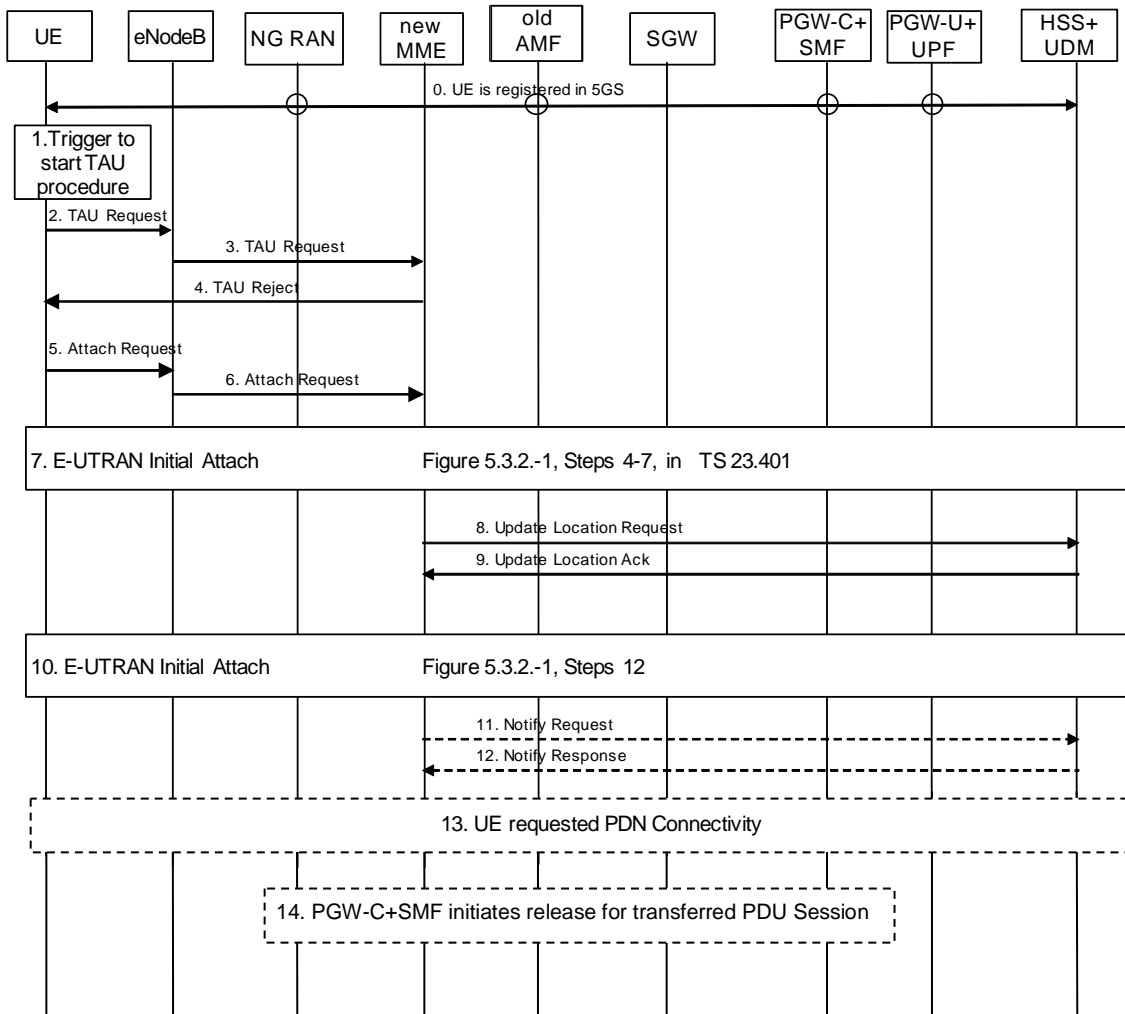 UE
eNodeB
NG RAN
new
MME
old
AMF
SGW
PGW-C+
SMF
PGW-U+
UPF
HSS+
UDM
0. UE is registered in 5GS
1.Trigger to
start TAU
procedure
2. TAU Request
3. TAU Request
4. TAU Reject
5. Attach Request
6. Attach Request
7. E-UTRAN Initial Attach Figure 5.3.2.-1, Steps 4-7, in TS 23.401
8. Update Location Request
9. Update Location Ack
10. E-UTRAN Initial Attach Figure 5.3.2.-1, Steps 12
11. Notify Request
12. Notify Response
13. UE requested PDN Connectivity
14. PGW-C+SMF initiates release for transferred PDU Session